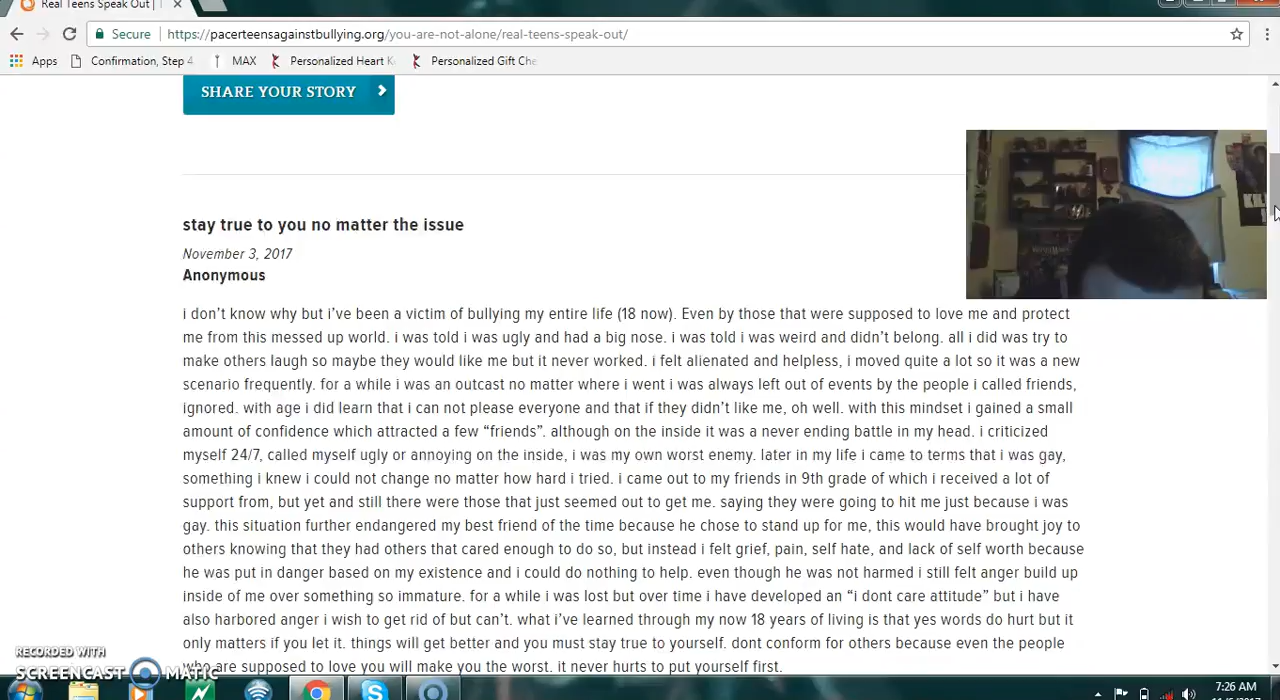 Real Teens Speak Out |
Secure | https://pacerteensagainstbullying.org/you-are-not-alone/real-teens-speak-out/
Apps Confirmation, Step 4 MAX Personalized Heart K Personalized Gift Che
SHARE YOUR STORY
stay true to you no matter the issue
November 3, 2017
Anonymous
i don’t know why but i’ve been a victim of bullying my entire life (18 now). Even by those that were supposed to love me and protect
me from this messed up world. i was told i was ugly and had a big nose. i was told i was weird and didn’t belong. all i did was try to
make others laugh so maybe they would like me but it never worked. i felt alienated and helpless, i moved quite a lot so it was a new
scenario frequently. for a while i was an outcast no matter where i went i was always left out of events by the people i called friends,
ignored. with age i did learn that i can not please everyone and that if they didn’t like me, oh well. with this mindset i gained a small
amount of confidence which attracted a few “friends”. although on the inside it was a never ending battle in my head. i criticized
myself 24/7, called myself ugly or annoying on the inside, i was my own worst enemy. later in my life i came to terms that i was gay,
something i knew i could not change no matter how hard i tried. i came out to my friends in 9th grade of which i received a lot of
support from, but yet and still there were those that just seemed out to get me. saying they were going to hit me just because i was
gay. this situation further endangered my best friend of the time because he chose to stand up for me, this would have brought joy to
others knowing that they had others that cared enough to do so, but instead i felt grief, pain, self hate, and lack of self worth because
he was put in danger based on my existence and i could do nothing to help. even though he was not harmed i still felt anger build up
inside of me over something so immature. for a while i was lost but over time i have developed an “i dont care attitude” but i have
also harbored anger i wish to get rid of but can’t. what i’ve learned through my now 18 years of living is that yes words do hurt but it
only matters if you let it. things will get better and you must stay true to yourself. dont conform for others because even the people
who are supposed to love you will make you the worst. it never hurts to put yourself first.
RECORDED WITH
SCREENCAST MATIC
7:26 AM